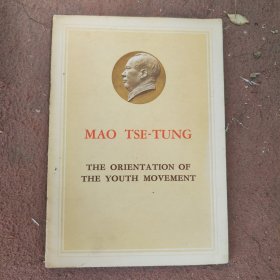 MAO TSE-TUNG
THE ORIENTATION OF
THE YOUTH MOVEMENT